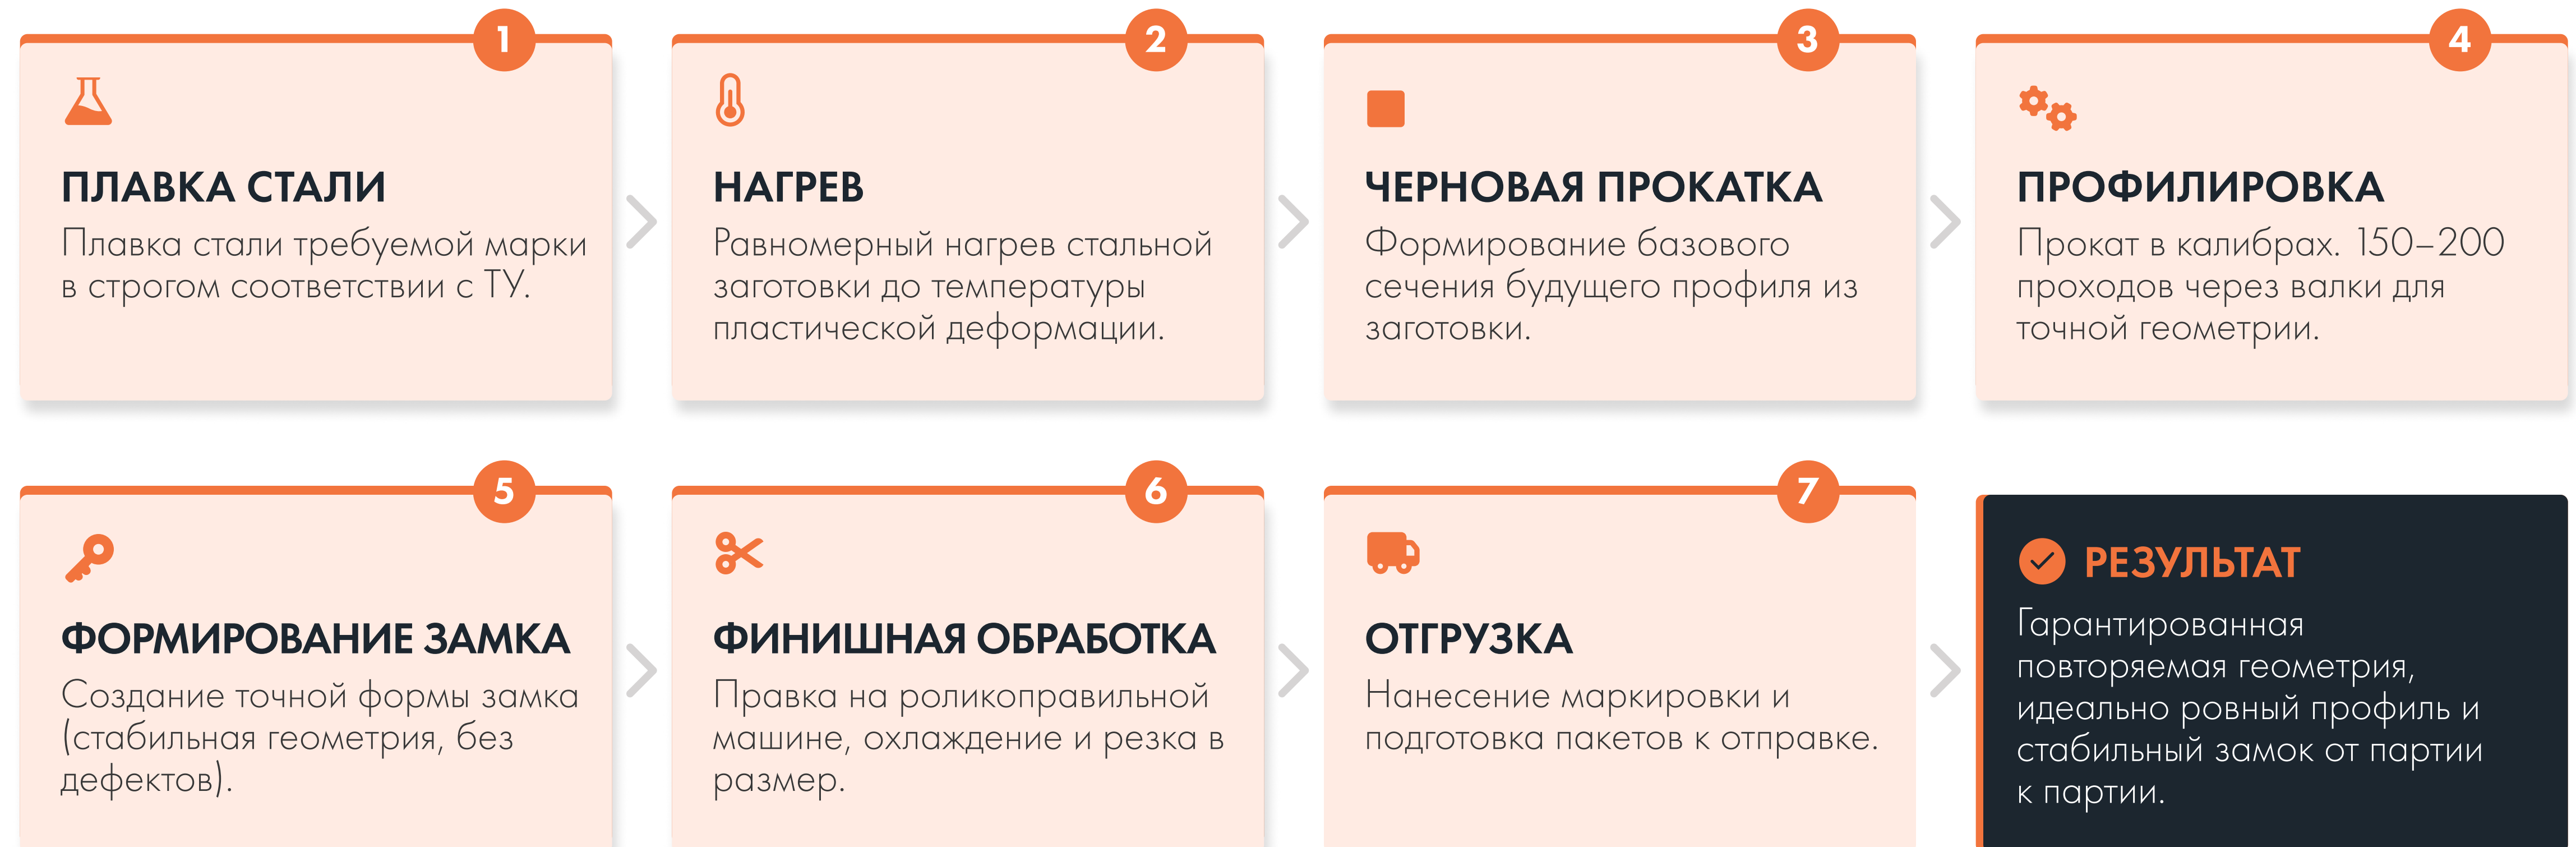 1
ПЛАВКА СТАЛИ
Плавка стали требуемой марки
в строгом соответствии с ТУ.
2
НАГРЕВ
Равномерный нагрев стальной
заготовки до температуры
пластической деформации.
3
ЧЕРНОВАЯ ПРОКАТКА
Формирование базового
сечения будущего профиля из
заготовки.
4
ПРОФИЛИРОВКА
Прокат в калибрах. 150–200
проходов через валки для
точной геометрии.
5
ФОРМИРОВАНИЕ ЗАМКА
Создание точной формы замка
(стабильная геометрия, без
дефектов).
6
ФИНИШНАЯ ОБРАБОТКА
Правка на роликоправильной
машине, охлаждение и резка в
размер.
7
ОТГРУЗКА
Нанесение маркировки и
подготовка пакетов к отправке.
РЕЗУЛЬТАТ
Гарантированная
повторяемая геометрия,
идеально ровный профиль и
стабильный замок от партии
к партии.